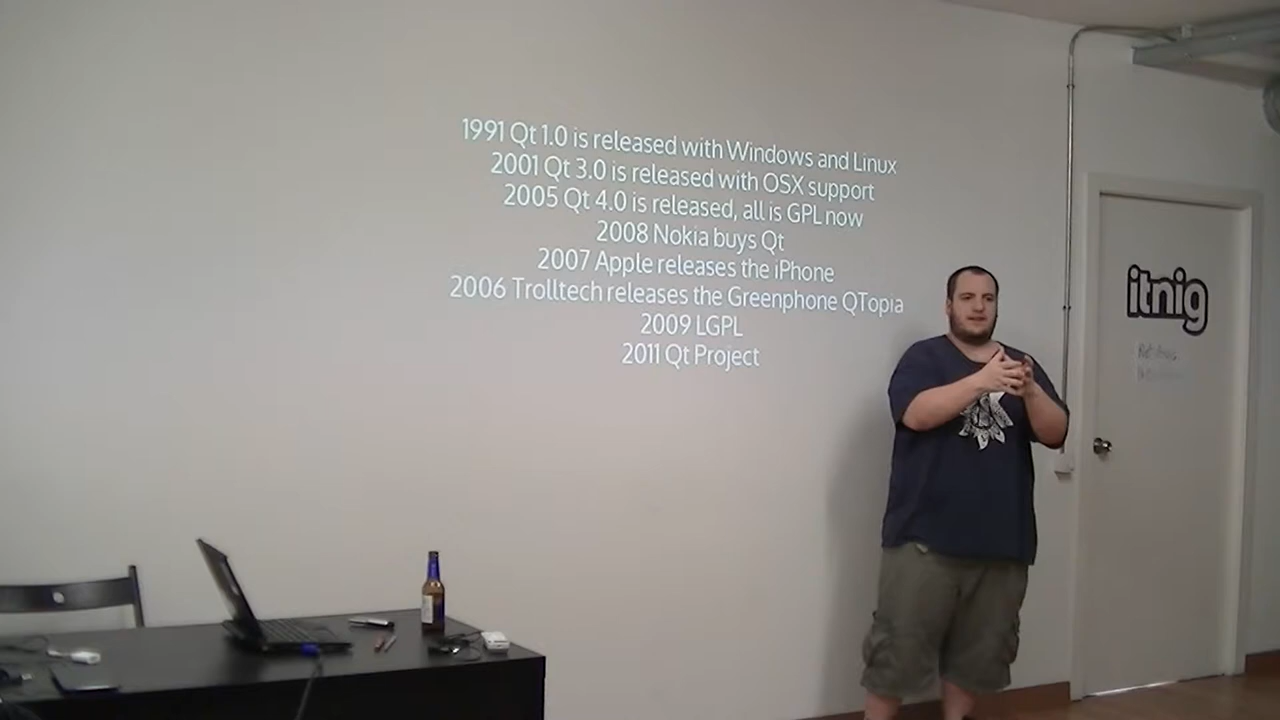 1991 Qt 1.0 is released with Windows and Linux
2001 Qt 3.0 is released with OSX support
2005 Qt 4.0 is released, all is GPL now
2008 Nokia buys Qt
2007 Apple releases the iPhone
2006 Trolltech releases the Greenphone QTopia
2009 LGPL
2011 Qt Project
itnig